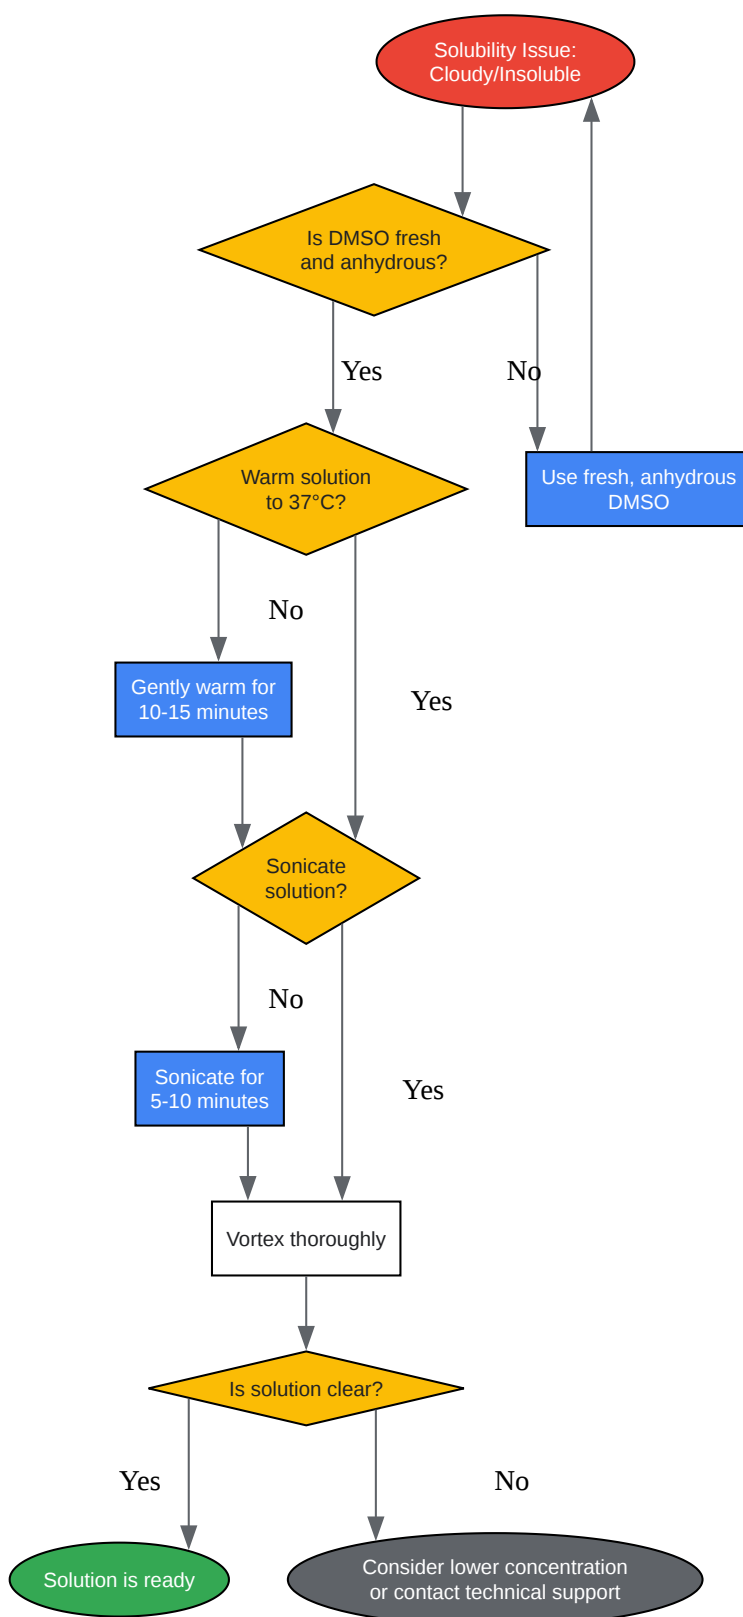 Solubility Issue:
Cloudy/Insoluble
Is DMSO fresh
and anhydrous?
Yes
No
Warm solution
to 37°C?
Use fresh, anhydrous
DMSO
No
Gently warm for
10-15 minutes
Yes
Sonicate
solution?
No
Sonicate for
5-10 minutes
Yes
Vortex thoroughly
Is solution clear?
Yes
No
Solution is ready
Consider lower concentration
or contact technical support